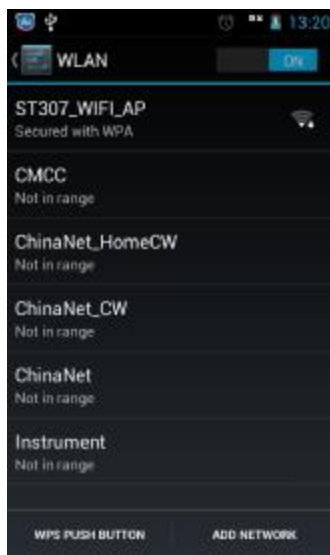 13:20
WLAN
ON
ST307_WIFI_AP
Secured with WPA
CMCC
Not in range
ChinaNet_HomeCW
Not in range
ChinaNet_CW
Not in range
ChinaNet
Not in range
Instrument
Not in range
WPS PUSH BUTTON
ADD NETWORK